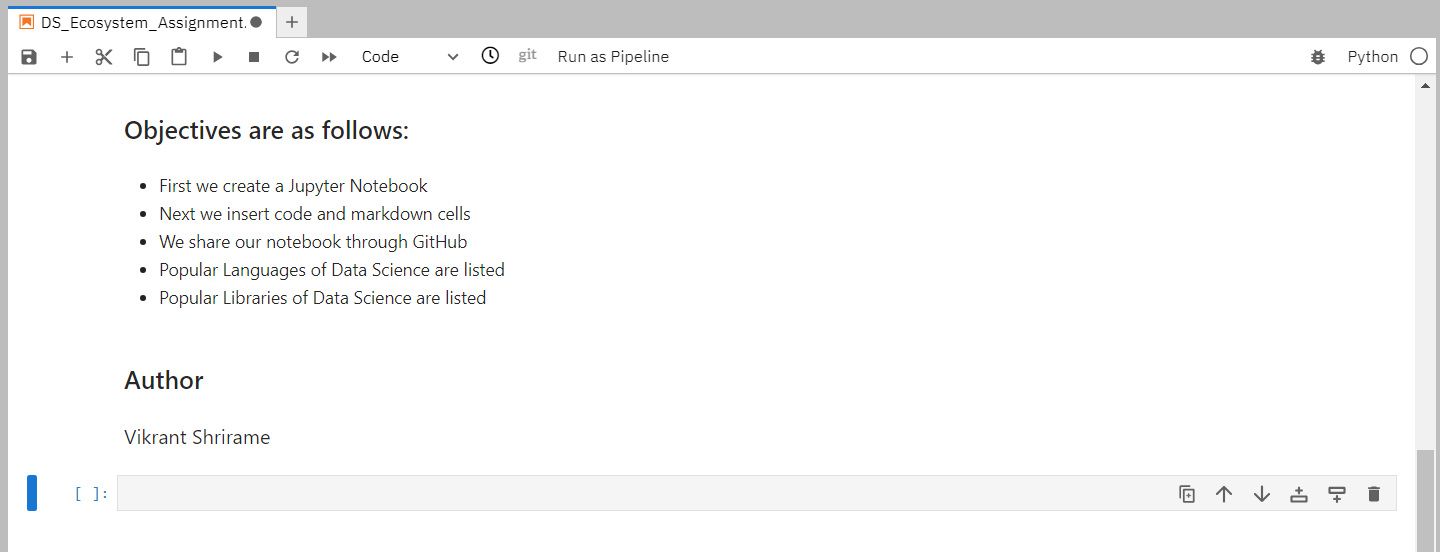 DS_Ecosystem_Assignment.
Code
git
Run as Pipeline
Python
Objectives are as follows:
• First we create a Jupyter Notebook
• Next we insert code and markdown cells
• We share our notebook through GitHub
• Popular Languages of Data Science are listed
• Popular Libraries of Data Science are listed
Author
Vikrant Shrirame
[ ]: